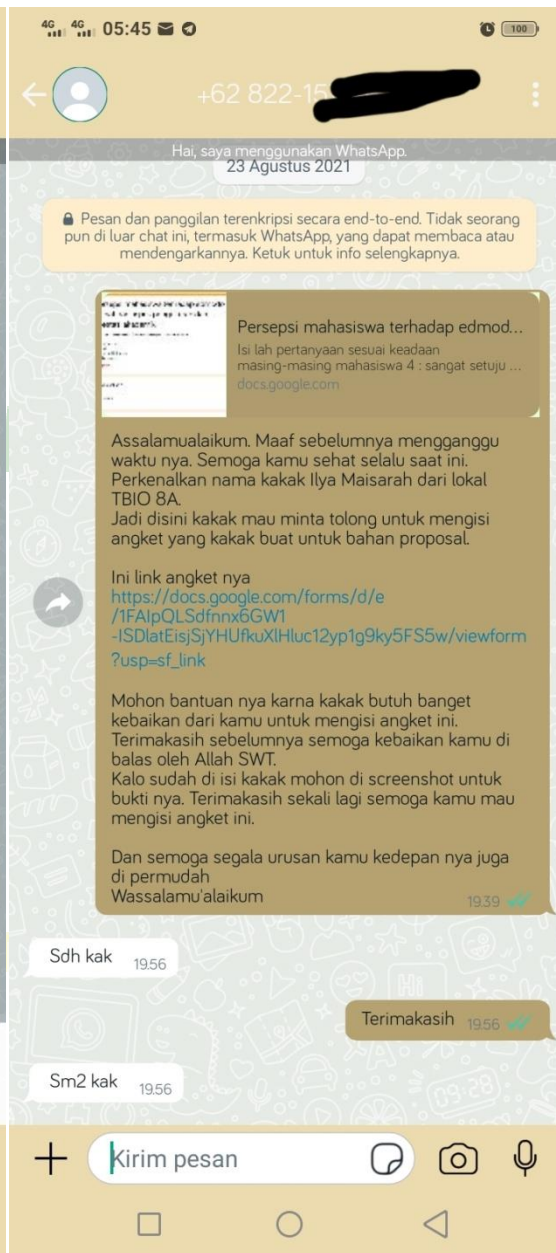 4G 4G 05:45 100
+62 822-15
Hai, saya menggunakan WhatsApp.
23 Agustus 2021
Pesan dan panggilan terenkripsi secara end-to-end. Tidak seorang
pun di luar chat ini, termasuk WhatsApp, yang dapat membaca atau
mendengarkannya. Ketuk untuk info selengkapnya.
Persepsi mahasiswa terhadap edmod...
Isi lah pertanyaan sesuai keadaan
masing-masing mahasiswa 4 : sangat setuju ...
docs.google.com
Assalamualaikum. Maaf sebelumnya mengganggu
waktu nya. Semoga kamu sehat selalu saat ini.
Perkenalkan nama kakak Ilya Maisarah dari lokal
TBIO 8A.
Jadi disini kakak mau minta tolong untuk mengisi
angket yang kakak buat untuk bahan proposal.
Ini link angket nya
https://docs.google.com/forms/d/e
/1FAIpQLSdfnnx6GW1
-ISDlatEisjSjYHUfkuXlHluc12yp1g9ky5FS5w/viewform
?usp=sf_link
Mohon bantuan nya karna kakak butuh banget
kebaikan dari kamu untuk mengisi angket ini.
Terimakasih sebelumnya semoga kebaikan kamu di
balas oleh Allah SWT.
Kalo sudah di isi kakak mohon di screenshot untuk
bukti nya. Terimakasih sekali lagi semoga kamu mau
mengisi angket ini.
Dan semoga segala urusan kamu kedepan nya juga
di permudah
Wassalamu'alaikum
19.39
Sdh kak 19.56
Terimakasih 19.56
Sm2 kak 19.56
Kirim pesan